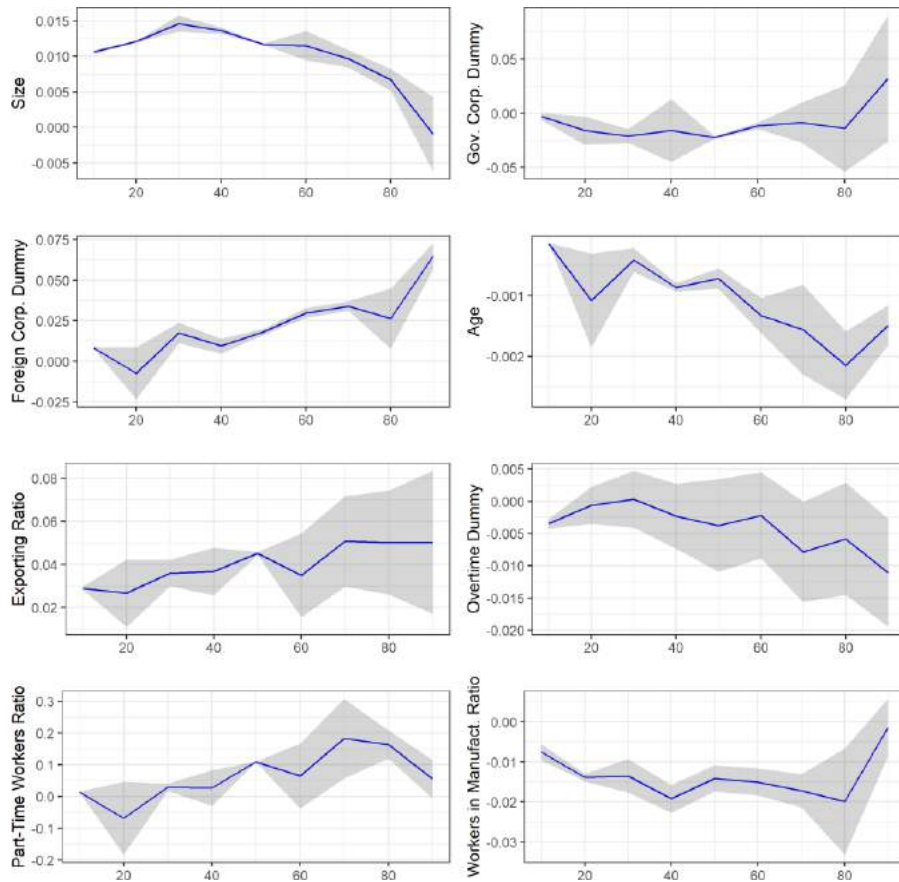 Size
0.015
0.010
0.005
0.000
-0.005
20 40 60 80
Gov. Corp. Dummy
0.05
0.00
-0.05
20 40 60 80
Foreign Corp. Dummy
0.075
0.050
0.025
0.000
-0.025
20 40 60 80
Age
-0.001
-0.002
20 40 60 80
Exporting Ratio
0.08
0.06
0.04
0.02
20 40 60 80
Overtime Dummy
0.005
0.000
-0.005
-0.010
-0.015
-0.020
20 40 60 80
Part-Time Workers Ratio
0.3
0.2
0.1
0.0
-0.1
-0.2
20 40 60 80
Workers in Manufact. Ratio
0.00
-0.01
-0.02
-0.03
20 40 60 80